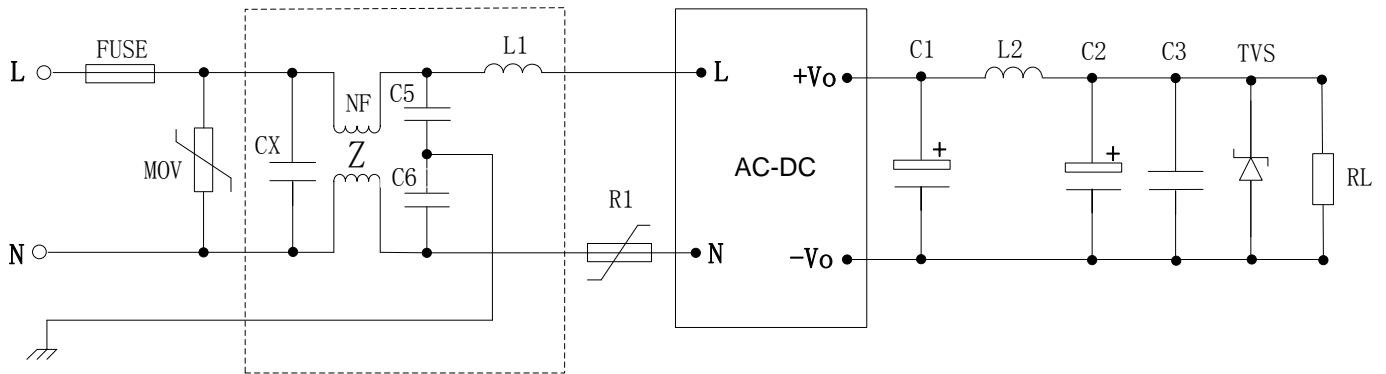 FUSE
L
MOV
N
CX
NF
Z
C5
C6
L1
R1
L
N
AC-DC
+Vo
-Vo
C1
L2
C2
C3
TVS
RL